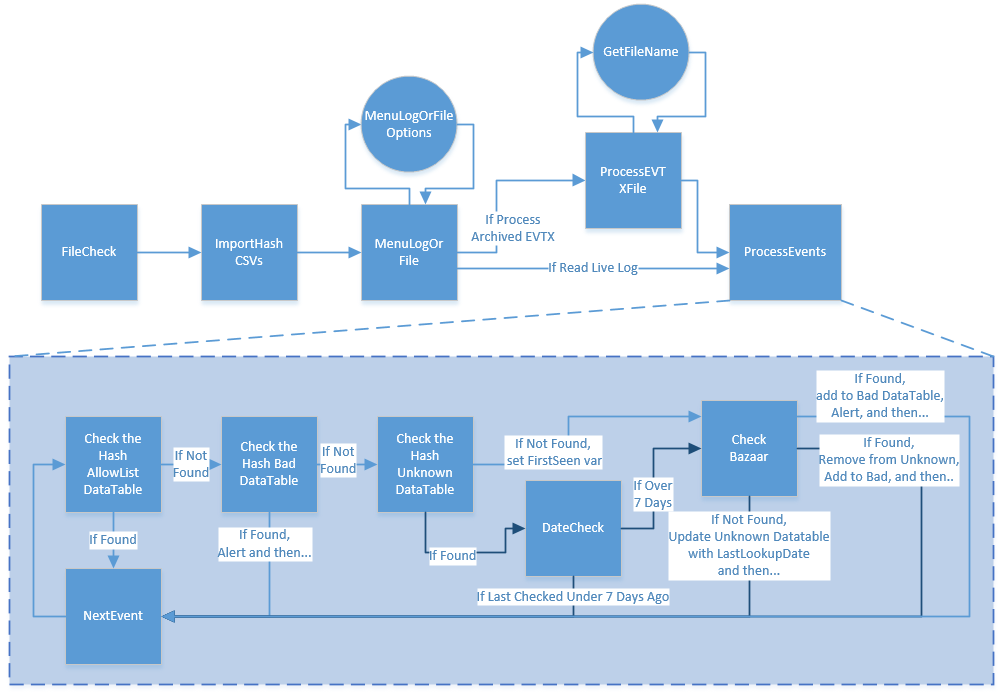 GetFileName
MenuLogOrFile
Options
ProcessEVT
XFile
FileCheck
ImportHash
CSVs
MenuLogOr
File
If Process
Archived EVTX
If Read Live Log
ProcessEvents
If Found,
add to Bad DataTable,
Alert, and then...
Check the
Hash
AllowList
DataTable
If Not
Found
Check the
Hash Bad
DataTable
If Not
Found
Check the
Hash
Unknown
DataTable
If Not Found,
set FirstSeen var
Check
Bazaar
If Found,
Remove from Unknown,
Add to Bad, and then..
If Over
7 Days
DateCheck
If Found
If Found,
Alert and then...
If Found
If Not Found,
Update Unknown Datatable
with LastLookupDate
and then...
If Last Checked Under 7 Days Ago
NextEvent